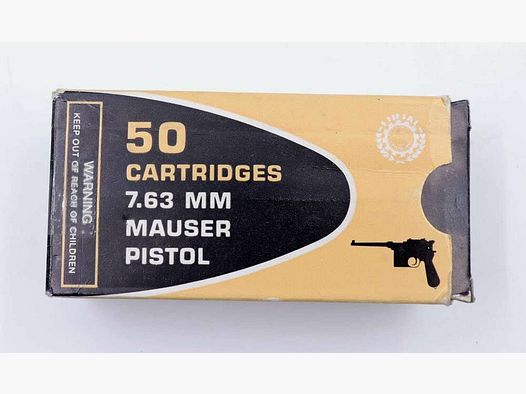 50
CARTRIDGES
7.63 MM
MAUSER
PISTOL
WARNING
KEEP OUT OF REACH OF CHILDREN